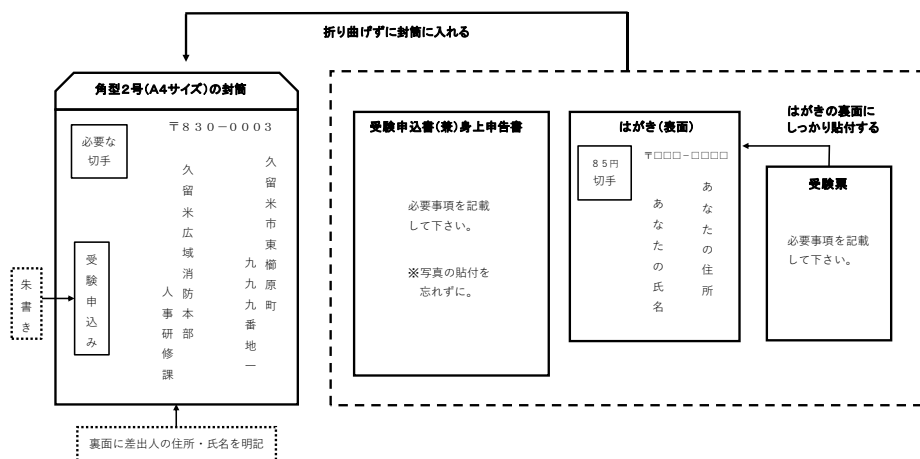 折り曲げずに封筒に入れる
角型2号(A4サイズ)の封筒
必要な
切手
〒830-0003
久留米市東櫛原町
九九九番地一
久留米広域消防本部
人事研修課
受験申込み
朱書き
裏面に差出人の住所・氏名を明記
受験申込書(兼)身上申告書
必要事項を記載
して下さい。
※写真の貼付を
忘れずに。
はがき(表面)
85円
切手
〒□□□-□□□□
あなたの住所
あなたの氏名
はがきの裏面に
しっかり貼付する
受験票
必要事項を記載
して下さい。